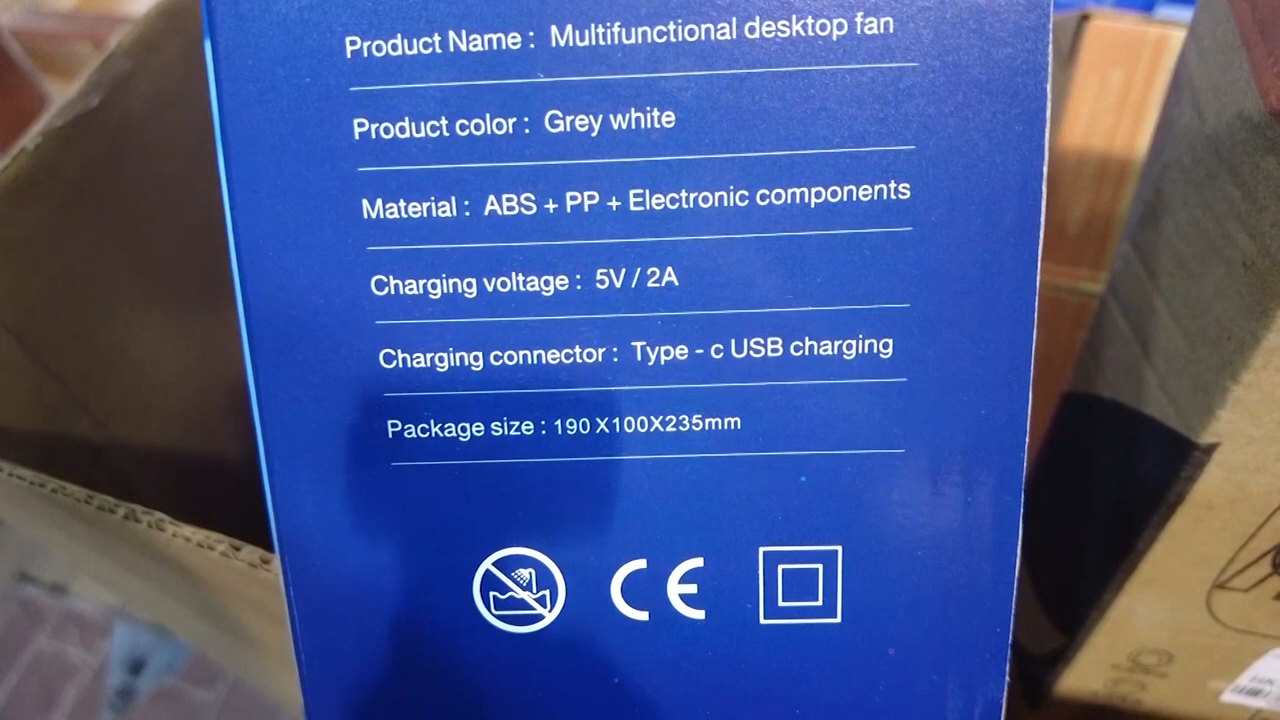 Product Name : Multifunctional desktop fan
Product color : Grey white
Material : ABS + PP + Electronic components
Charging voltage : 5V / 2A
Charging connector : Type - c USB charging
Package size : 190 X100X235mm
CE